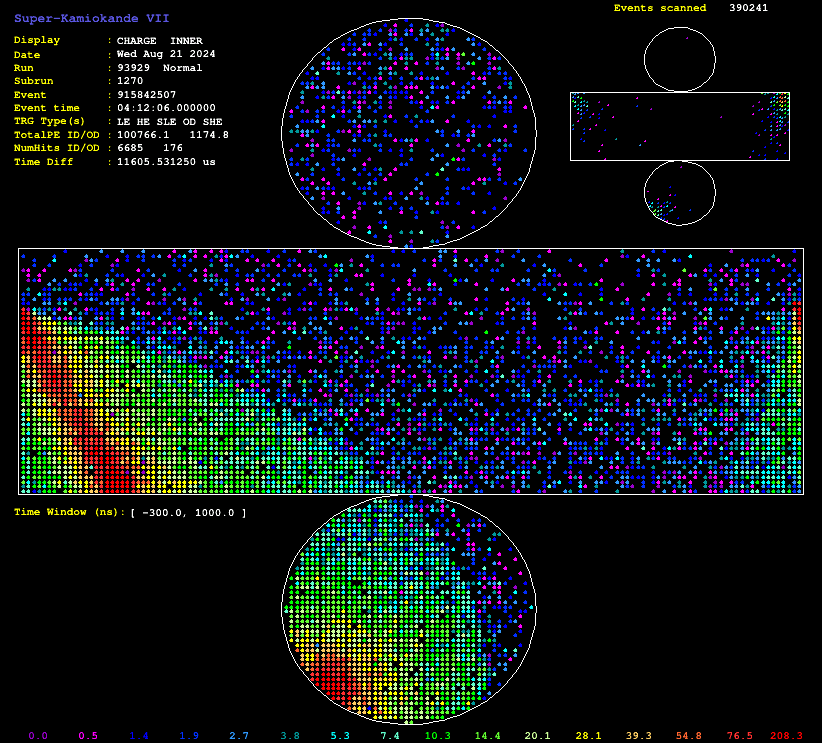 Super-Kamiokande VII
Events scanned 390241
Display : CHARGE INNER
Date : Wed Aug 21 2024
Run : 93929 Normal
Subrun : 1270
Event : 915842507
Event time : 04:12:06.000000
TRG Type(s) : LE HE SLE OD SHE
TotalPE ID/OD : 100766.1 1174.8
NumHits ID/OD : 6685 176
Time Diff : 11605.531250 us
Time Window (ns): [ -300.0, 1000.0 ]
0.0 0.5 1.4 1.9 2.7 3.8 5.3 7.4 10.3 14.4 20.1 28.1 39.3 54.8 76.5 208.3